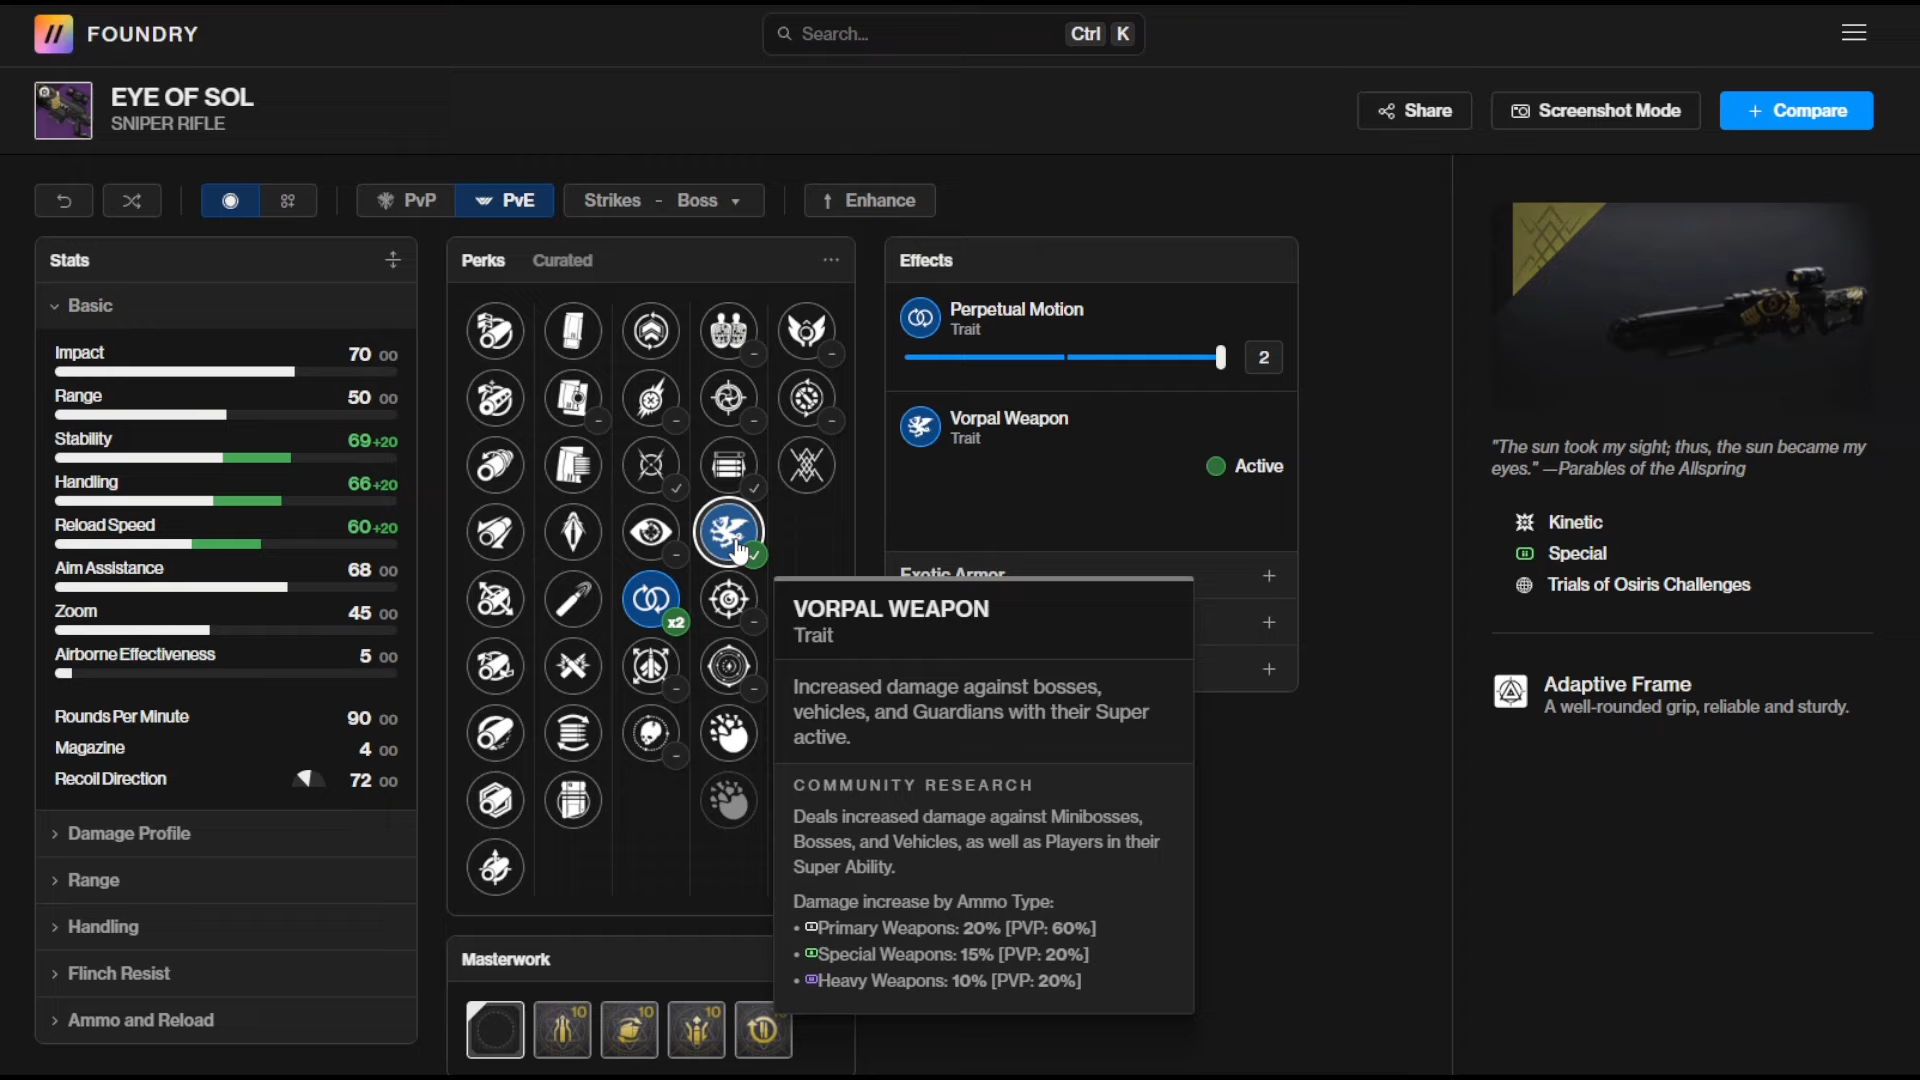 FOUNDRY
Search...
Ctrl K
EYE OF SOL
SNIPER RIFLE
Share
Screenshot Mode
+ Compare
PvP
PvE
Strikes - Boss
Enhance
Stats
Basic
Impact 70 00
Range 50 00
Stability 69 +20
Handling 66 +20
Reload Speed 60 +20
Aim Assistance 68 00
Zoom 45 00
Airborne Effectiveness 5 00
Rounds Per Minute 90 00
Magazine 4 00
Recoil Direction 72 00
Damage Profile
Range
Handling
Flinch Resist
Ammo and Reload
Perks Curated
x2
Masterwork
10 10 10
Effects
Perpetual Motion
Trait
2
Vorpal Weapon
Trait
Active
Exotic Armor
VORPAL WEAPON
Trait
Increased damage against bosses,
vehicles, and Guardians with their Super
active.
COMMUNITY RESEARCH
Deals increased damage against Minibosses,
Bosses, and Vehicles, as well as Players in their
Super Ability.
Damage increase by Ammo Type:
• Primary Weapons: 20% [PVP: 60%]
• Special Weapons: 15% [PVP: 20%]
• Heavy Weapons: 10% [PVP: 20%]
"The sun took my sight; thus, the sun became my
eyes." —Parables of the Allspring
Kinetic
Special
Trials of Osiris Challenges
Adaptive Frame
A well-rounded grip, reliable and sturdy.